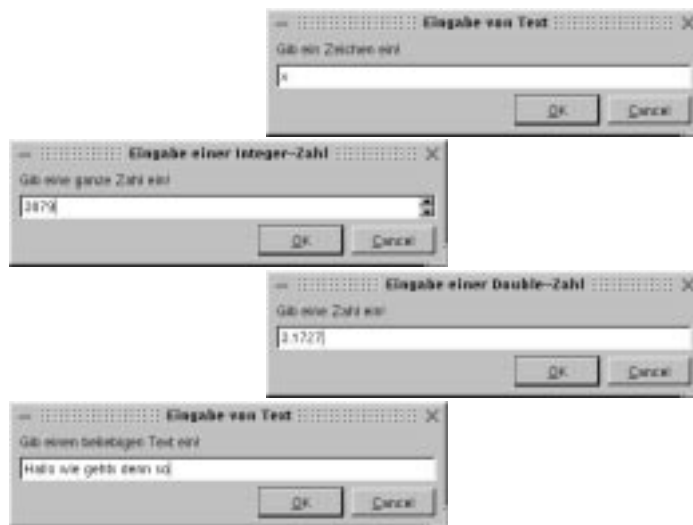 Eingabe von Text
Gib ein Zeichen ein!
x
OK Cancel
Eingabe einer Integer-Zahl
Gib eine ganze Zahl ein!
3879
OK Cancel
Eingabe einer Double-Zahl
Gib eine Zahl ein!
3.1727
OK Cancel
Eingabe von Text
Gib einen beliebigen Text ein!
Hallo wie gehts denn so
OK Cancel